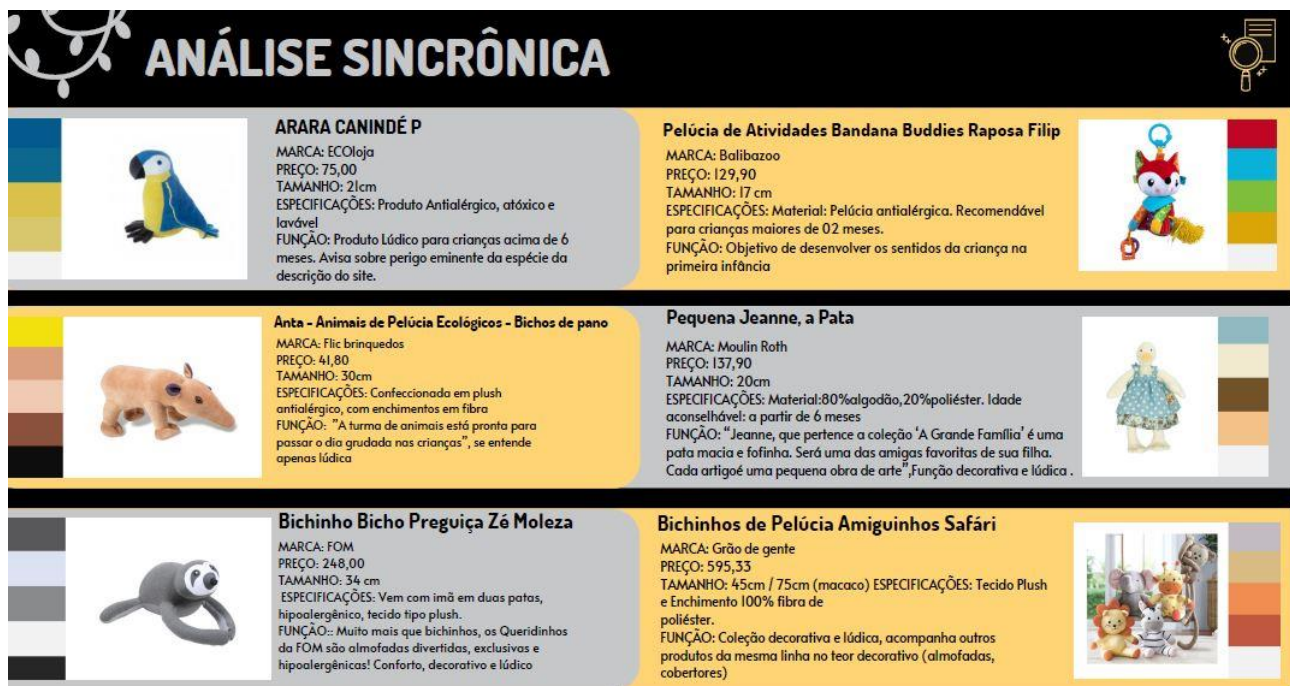 ANÁLISE SINCRÔNICA
ARARA CANINDÉ P
MARCA: ECOloja
PREÇO: 75,00
TAMANHO: 21cm
ESPECIFICAÇÕES: Produto Antialérgico, atóxico e
lavável
FUNÇÃO: Produto Lúdico para crianças acima de 6
meses. Avisa sobre perigo eminente da espécie da
descrição do site.
Pelúcia de Atividades Bandana Buddies Raposa Filip
MARCA: Balibazoo
PREÇO: 129,90
TAMANHO: 17 cm
ESPECIFICAÇÕES: Material: Pelúcia antialérgica. Recomendável
para crianças maiores de 02 meses.
FUNÇÃO: Objetivo de desenvolver os sentidos da criança na
primeira infância
Anta - Animais de Pelúcia Ecológicos - Bichos de pano
MARCA: Flic brinquedos
PREÇO: 41,80
TAMANHO: 30cm
ESPECIFICAÇÕES: Confeccionada em plush
antialérgico, com enchimentos em fibra
FUNÇÃO: "A turma de animais está pronta para
passar o dia grudada nas crianças", se entende
apenas lúdica
Pequena Jeanne, a Pata
MARCA: Moulin Roth
PREÇO: 137,90
TAMANHO: 20cm
ESPECIFICAÇÕES: Material:80%algodão,20%poliéster. Idade
aconselhável: a partir de 6 meses
FUNÇÃO: "Jeanne, que pertence a coleção 'A Grande Família' é uma
pata macia e fofinha. Será uma das amigas favoritas de sua filha.
Cada artigoé uma pequena obra de arte",Função decorativa e lúdica .
Bichinho Bicho Preguiça Zé Moleza
MARCA: FOM
PREÇO: 248,00
TAMANHO: 34 cm
ESPECIFICAÇÕES: Vem com imã em duas patas,
hipoalergênico, tecido tipo plush.
FUNÇÃO:: Muito mais que bichinhos, os Queridinhos
da FOM são almofadas divertidas, exclusivas e
hipoalergênicas! Conforto, decorativo e lúdico
Bichinhos de Pelúcia Amiguinhos Safári
MARCA: Grão de gente
PREÇO: 595,33
TAMANHO: 45cm / 75cm (macaco) ESPECIFICAÇÕES: Tecido Plush
e Enchimento 100% fibra de
poliéster.
FUNÇÃO: Coleção decorativa e lúdica, acompanha outros
produtos da mesma linha no teor decorativo (almofadas,
cobertores)